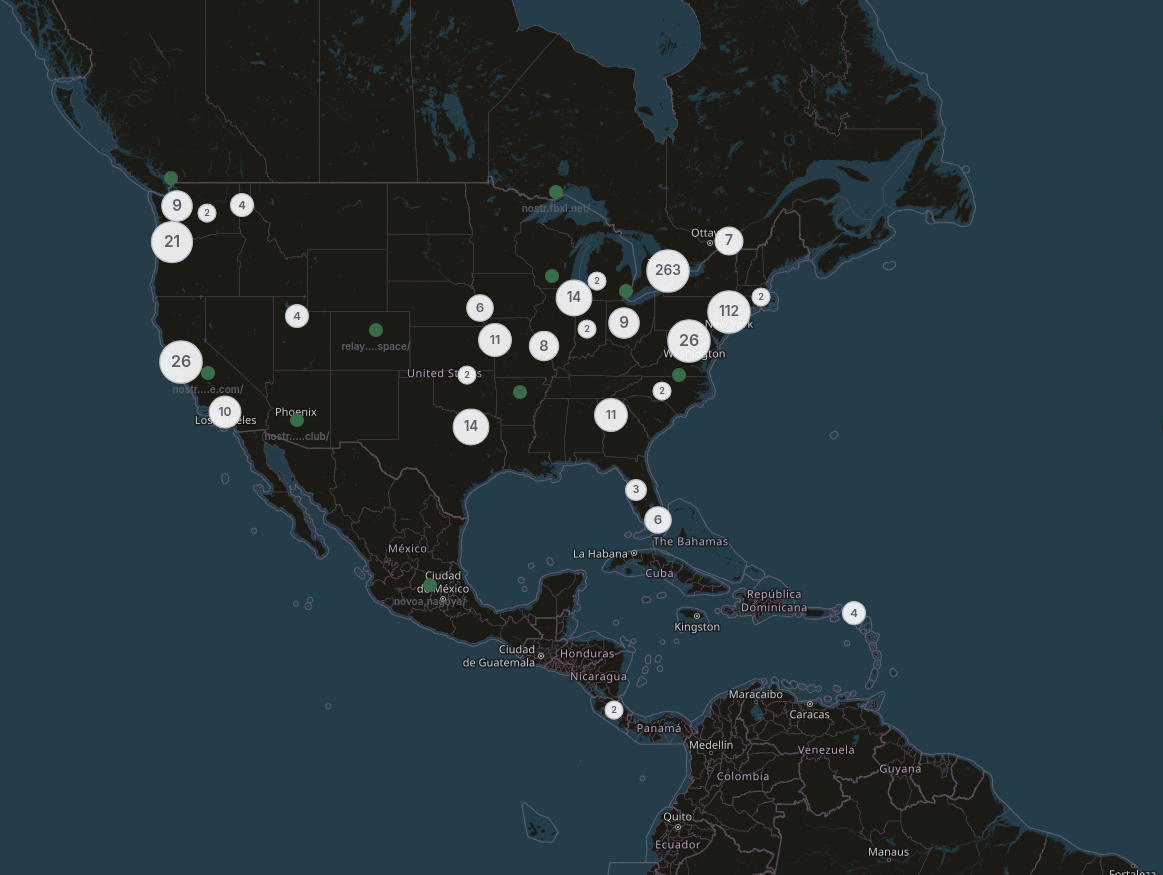 nostr.fbxl.net/
9
2
4
21
Otta
7
263
2
14
2
112
New York
6
4
9
2
26
Washington
11
8
relay....space/
26
United States
2
nostr....e.com/
2
10
Los
eles
Phoenix
11
14
nostr.....club/
3
6
The Bahamas
México
La Habana
Cuba
Ciudad
de México
novoa.nagoya/
República
Dominicana
4
Kingston
Ciudad
de Guatemala
Honduras
Nicaragua
Maracaibo
2
Caracas
Panamá
Medellín
Venezuela
Guyana
Colombia
Quito
Ecuador
Manaus
Fortaleza